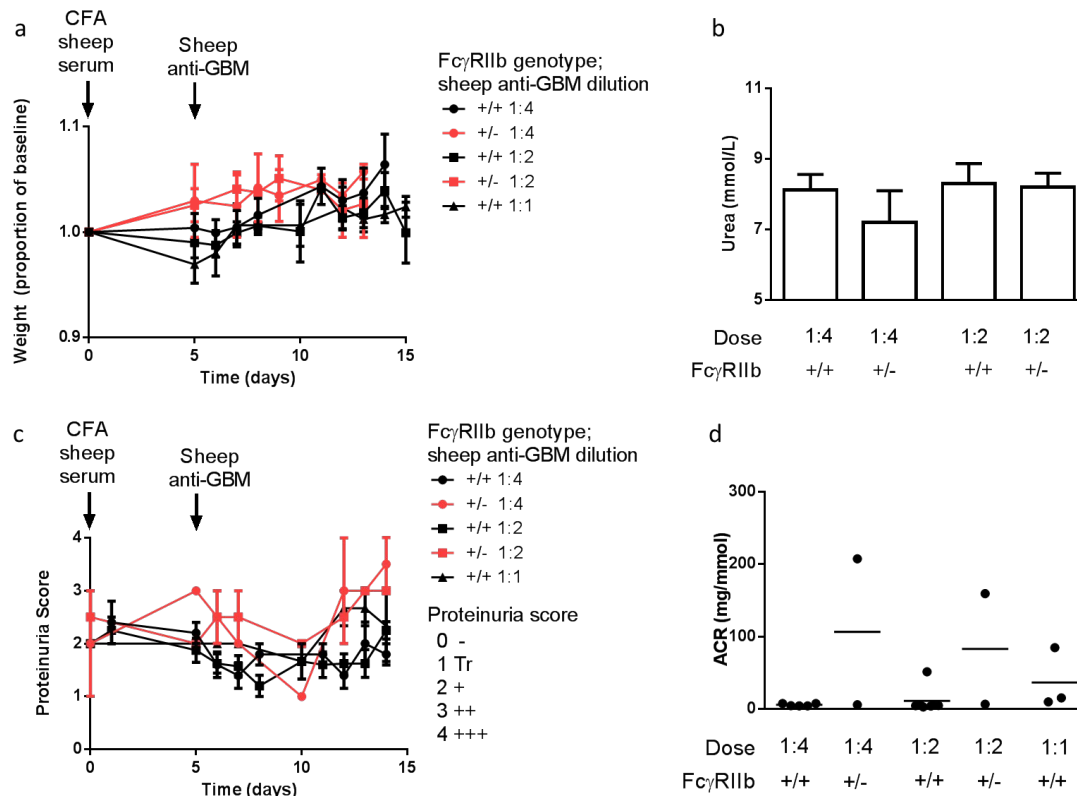 a
CFA
sheep
serum
Sheep
anti-GBM
FcγRIIb genotype;
sheep anti-GBM dilution
+/+ 1:4
+/- 1:4
+/+ 1:2
+/- 1:2
+/+ 1:1
Weight (proportion of baseline)
1.1
1.0
0.9
0
5
10
15
Time (days)
b
Urea (mmol/L)
11
9
7
5
Dose 1:4 1:4 1:2 1:2
FcγRIIb +/+ +/- +/+ +/-
c
CFA
sheep
serum
Sheep
anti-GBM
FcγRIIb genotype;
sheep anti-GBM dilution
+/+ 1:4
+/- 1:4
+/+ 1:2
+/- 1:2
+/+ 1:1
Proteinuria score
0 -
1 Tr
2 +
3 ++
4 +++
Proteinuria Score
4
3
2
1
0
0
5
10
15
Time (days)
d
ACR (mg/mmol)
300
200
100
0
Dose 1:4 1:4 1:2 1:2 1:1
FcγRIIb +/+ +/- +/+ +/- +/+